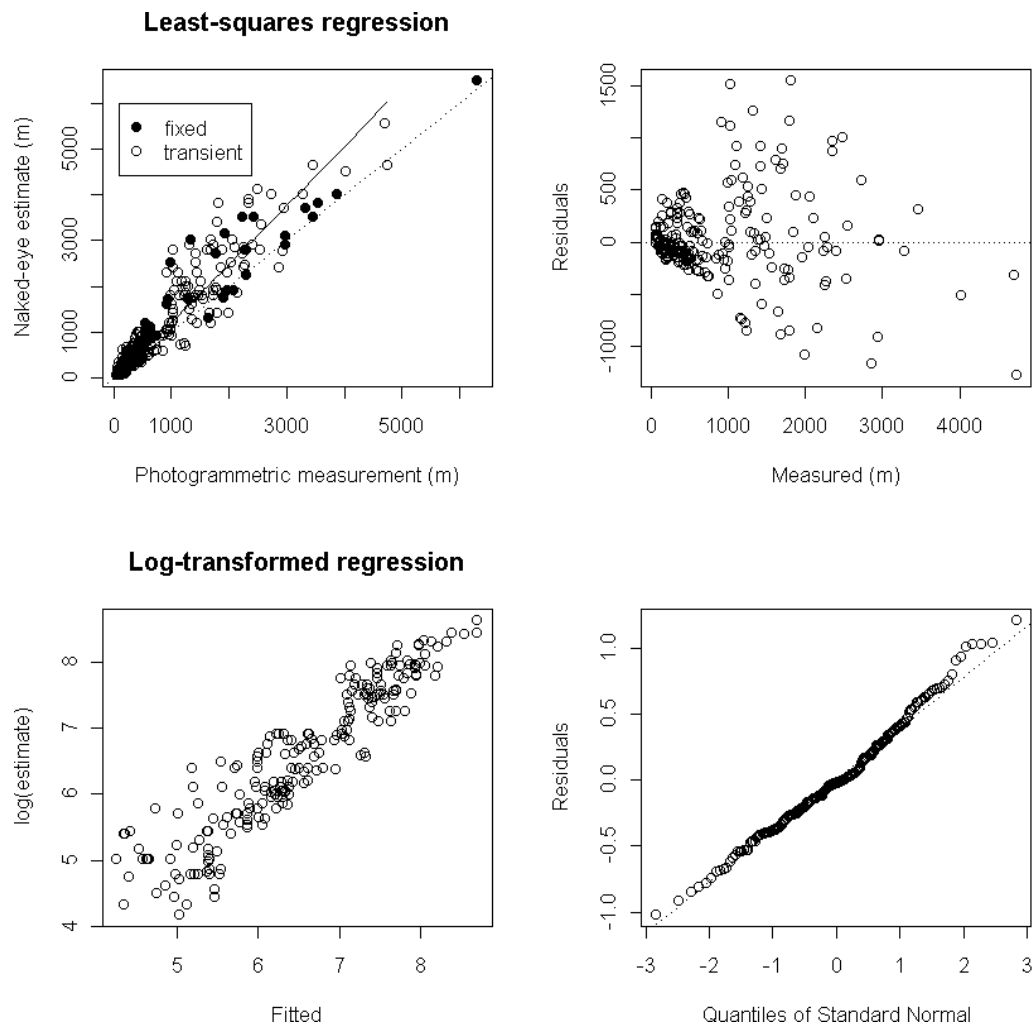 Least-squares regression
Naked-eye estimate (m)
5000
3000
1000
0
fixed
transient
0 1000 3000 5000
Photogrammetric measurement (m)
Residuals
1500
5000
0
-1000
0 1000 2000 3000 4000
Measured (m)
Log-transformed regression
log(estimate)
8
7
6
4
5 6 7 8
Fitted
Residuals
1.0
0.5
0.0
-0.5
-1.0
-3 -2 -1 0 1 2 3
Quantiles of Standard Normal